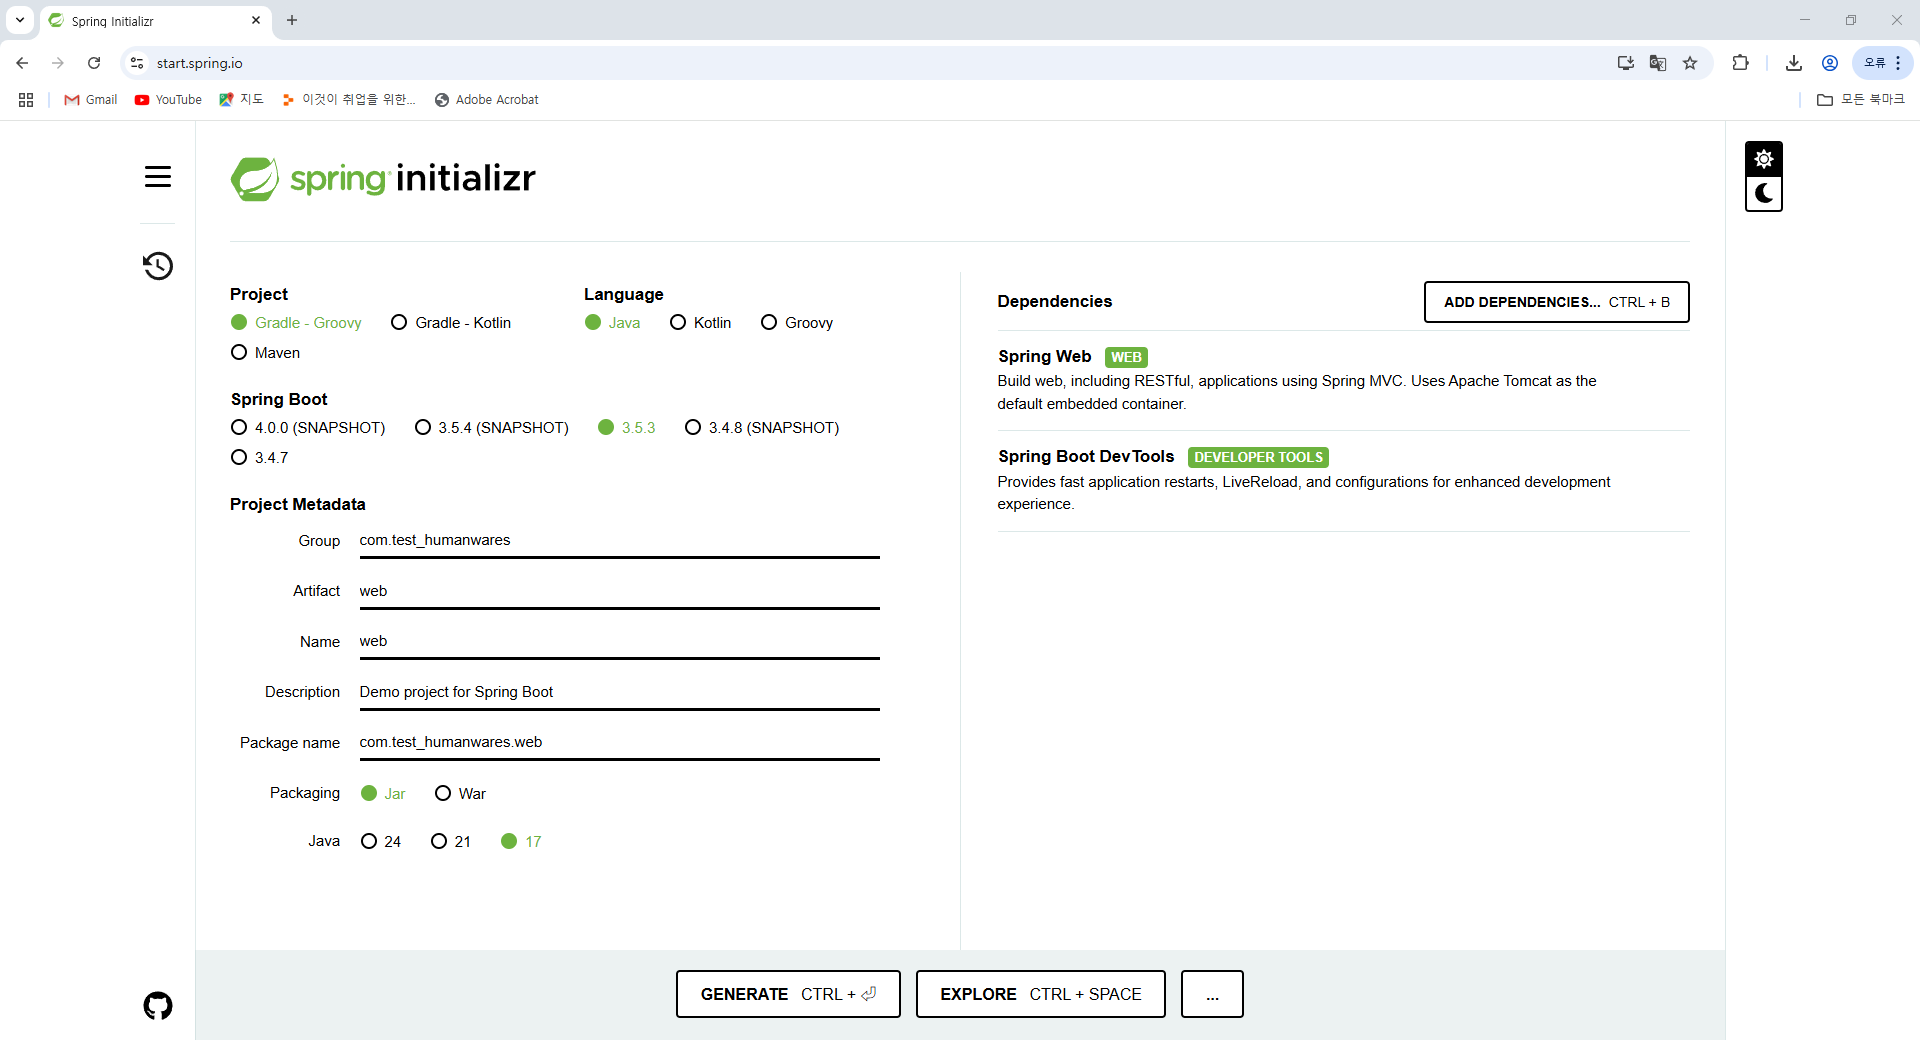 Spring Initializr
start.spring.io
오류
Gmail
YouTube
지도
이것이 취업을 위한...
Adobe Acrobat
모든 북마크
spring initializr
Project
Gradle - Groovy
Gradle - Kotlin
Maven
Language
Java
Kotlin
Groovy
Spring Boot
4.0.0 (SNAPSHOT)
3.5.4 (SNAPSHOT)
3.5.3
3.4.8 (SNAPSHOT)
3.4.7
Project Metadata
Group com.test_humanwares
Artifact web
Name web
Description Demo project for Spring Boot
Package name com.test_humanwares.web
Packaging Jar War
Java 24 21 17
Dependencies
ADD DEPENDENCIES... CTRL + B
Spring Web WEB
Build web, including RESTful, applications using Spring MVC. Uses Apache Tomcat as the
default embedded container.
Spring Boot DevTools DEVELOPER TOOLS
Provides fast application restarts, LiveReload, and configurations for enhanced development
experience.
GENERATE CTRL + ⏎
EXPLORE CTRL + SPACE
...